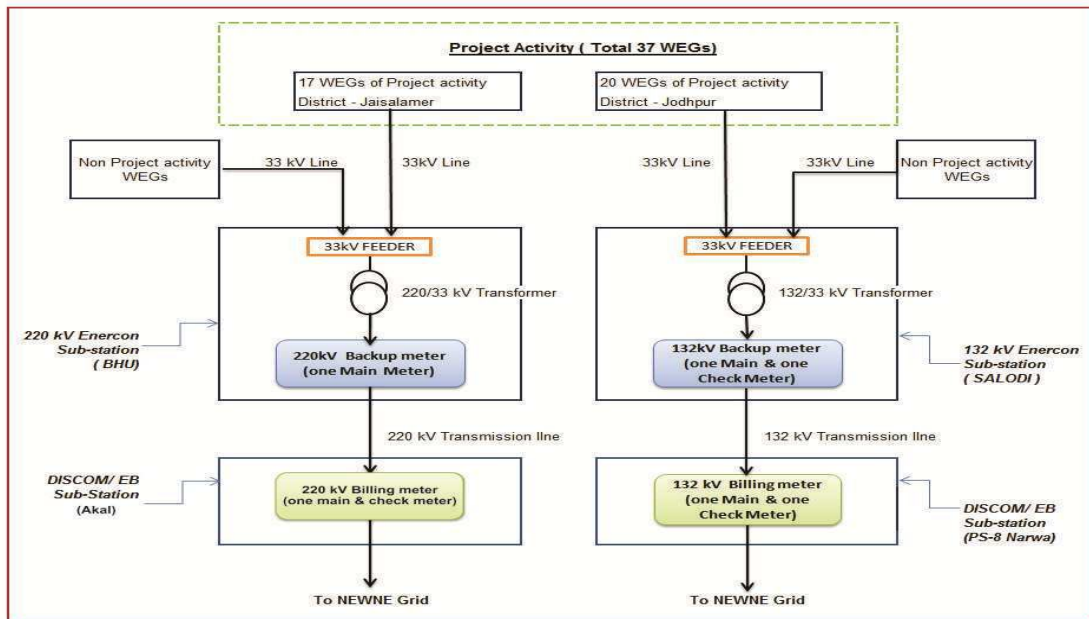 Project Activity ( Total 37 WEGs)
17 WEGs of Project activity
District - Jaisalamer
20 WEGs of Project activity
District - Jodhpur
Non Project activity
WEGs
33 kV Line
33kV Line
33kV Line
33kV Line
Non Project activity
WEGs
33kV FEEDER
33kV FEEDER
220/33 kV Transformer
132/33 kV Transformer
220 kV Enercon
Sub-station
( BHU)
220kV Backup meter
(one Main Meter)
132kV Backup meter
(one Main & one
Check Meter)
132 kV Enercon
Sub-station
( SALODI )
220 kV Transmission lIne
132 kV Transmission lIne
DISCOM/ EB
Sub-Station
(Akal)
220 kV Billing meter
(one main & check meter)
132 kV Billing meter
(one Main & one
Check Meter)
DISCOM/ EB
Sub-station
(PS-8 Narwa)
To NEWNE Grid
To NEWNE Grid